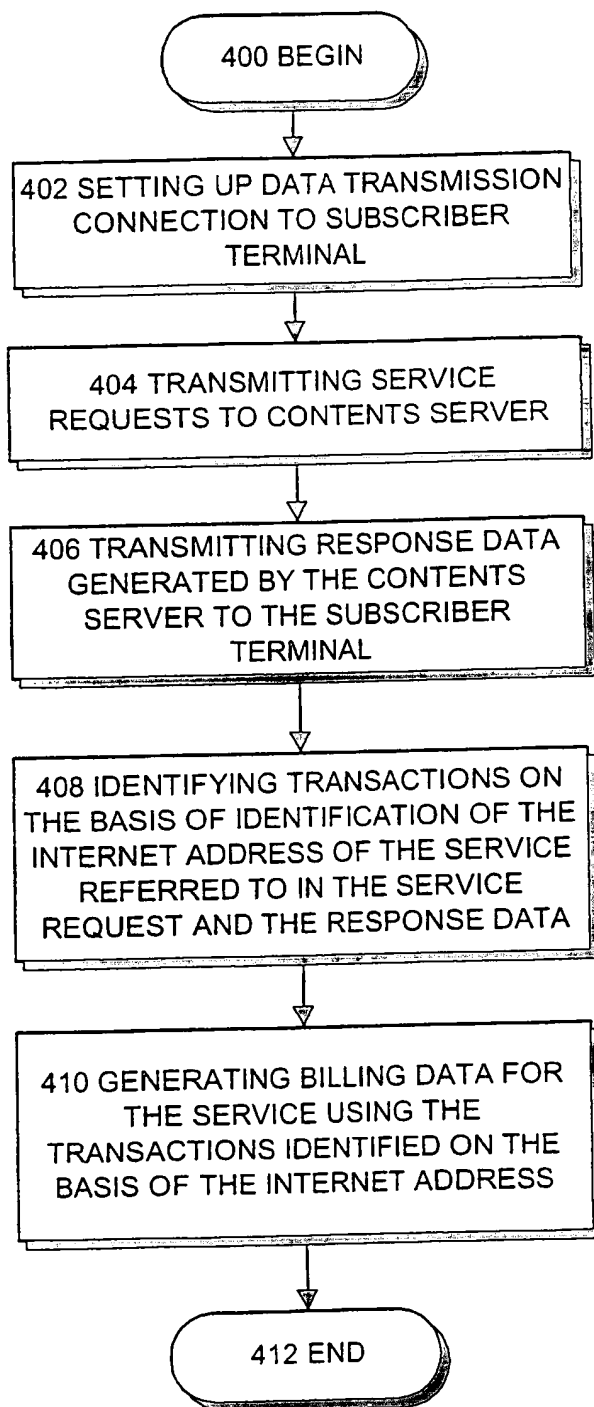 400 BEGIN
402 SETTING UP DATA TRANSMISSION
CONNECTION TO SUBSCRIBER
TERMINAL
404 TRANSMITTING SERVICE
REQUESTS TO CONTENTS SERVER
406 TRANSMITTING RESPONSE DATA
GENERATED BY THE CONTENTS
SERVER TO THE SUBSCRIBER
TERMINAL
408 IDENTIFYING TRANSACTIONS ON
THE BASIS OF IDENTIFICATION OF THE
INTERNET ADDRESS OF THE SERVICE
REFERRED TO IN THE SERVICE
REQUEST AND THE RESPONSE DATA
410 GENERATING BILLING DATA FOR
THE SERVICE USING THE
TRANSACTIONS IDENTIFIED ON THE
BASIS OF THE INTERNET ADDRESS
412 END